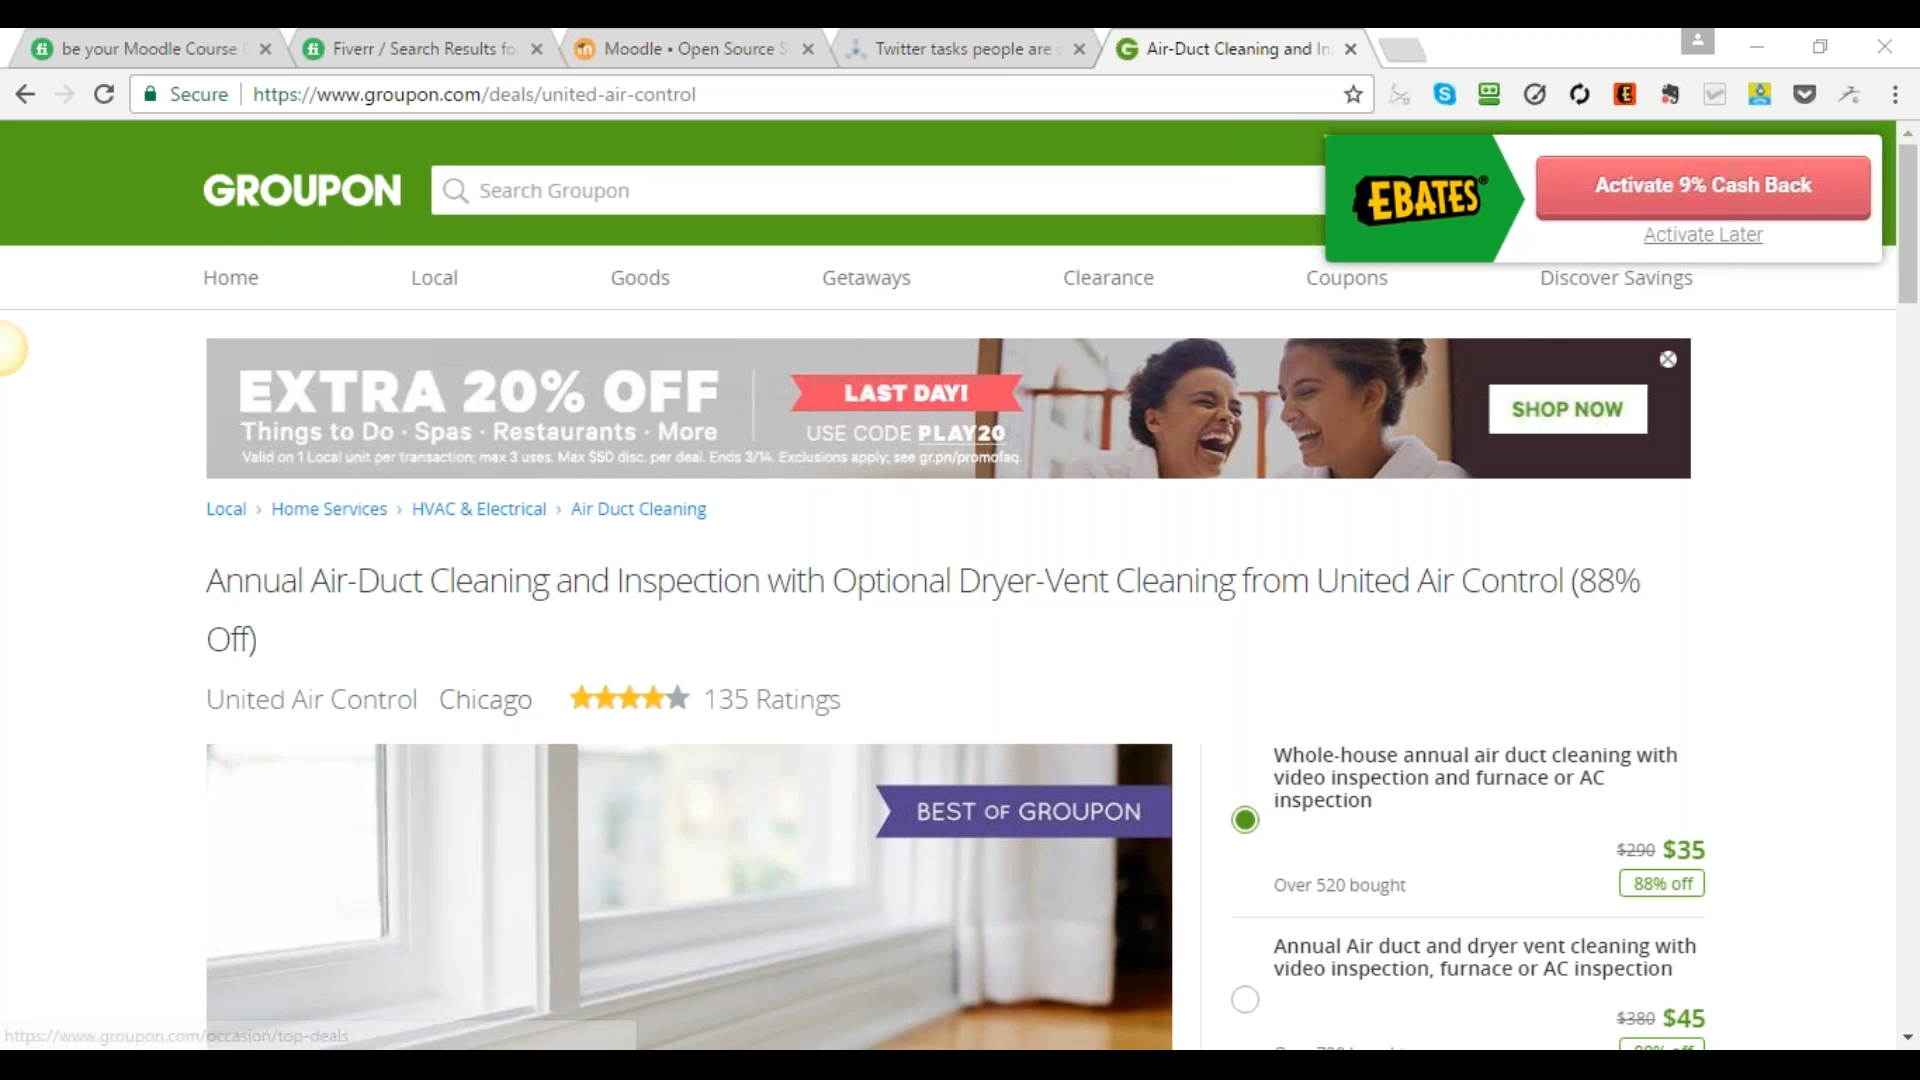 be your Moodle Course
Fiverr / Search Results fo
Moodle • Open Source S
Twitter tasks people are
Air-Duct Cleaning and In
Secure
https://www.groupon.com/deals/united-air-control
GROUPON
Search Groupon
EBATES®
Activate 9% Cash Back
Activate Later
Home
Local
Goods
Getaways
Clearance
Coupons
Discover Savings
EXTRA 20% OFF
Things to Do · Spas · Restaurants · More
LAST DAY!
USE CODE PLAY20
Valid on 1 Local unit per transaction; max 3 uses. Max $50 disc. per deal. Ends 3/14. Exclusions apply; see gr.pn/promofaq.
SHOP NOW
Local › Home Services › HVAC & Electrical › Air Duct Cleaning
Annual Air-Duct Cleaning and Inspection with Optional Dryer-Vent Cleaning from United Air Control (88%
Off)
United Air Control Chicago 135 Ratings
BEST OF GROUPON
Whole-house annual air duct cleaning with
video inspection and furnace or AC
inspection
$290 $35
Over 520 bought
88% off
Annual Air duct and dryer vent cleaning with
video inspection, furnace or AC inspection
$380 $45
88% off
https://www.groupon.com/occasion/top-deals